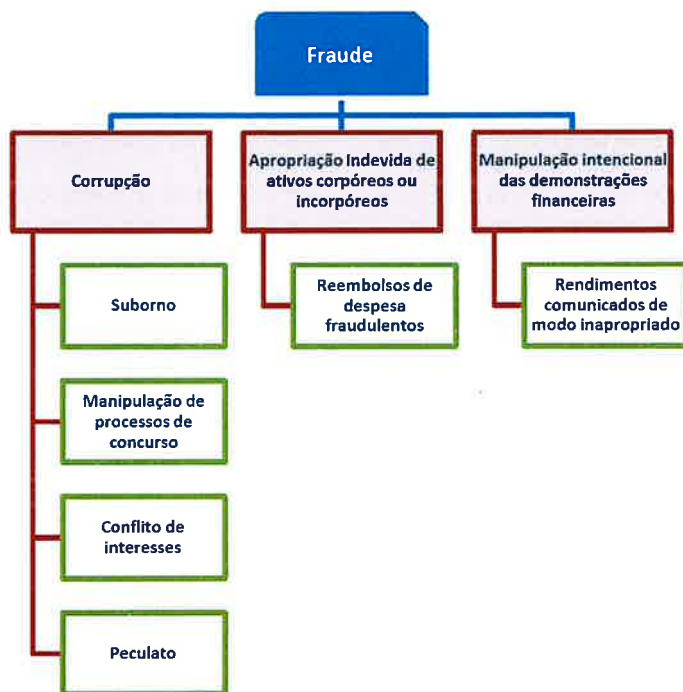 Fraude
Corrupção
Apropriação Indevida de
ativos corpóreos ou
incorpóreos
Manipulação intencional
das demonstrações
financeiras
Suborno
Manipulação de
processos de
concurso
Conflito de
interesses
Peculato
Reembolsos de
despesa
fraudulentos
Rendimentos
comunicados de
modo inapropriado